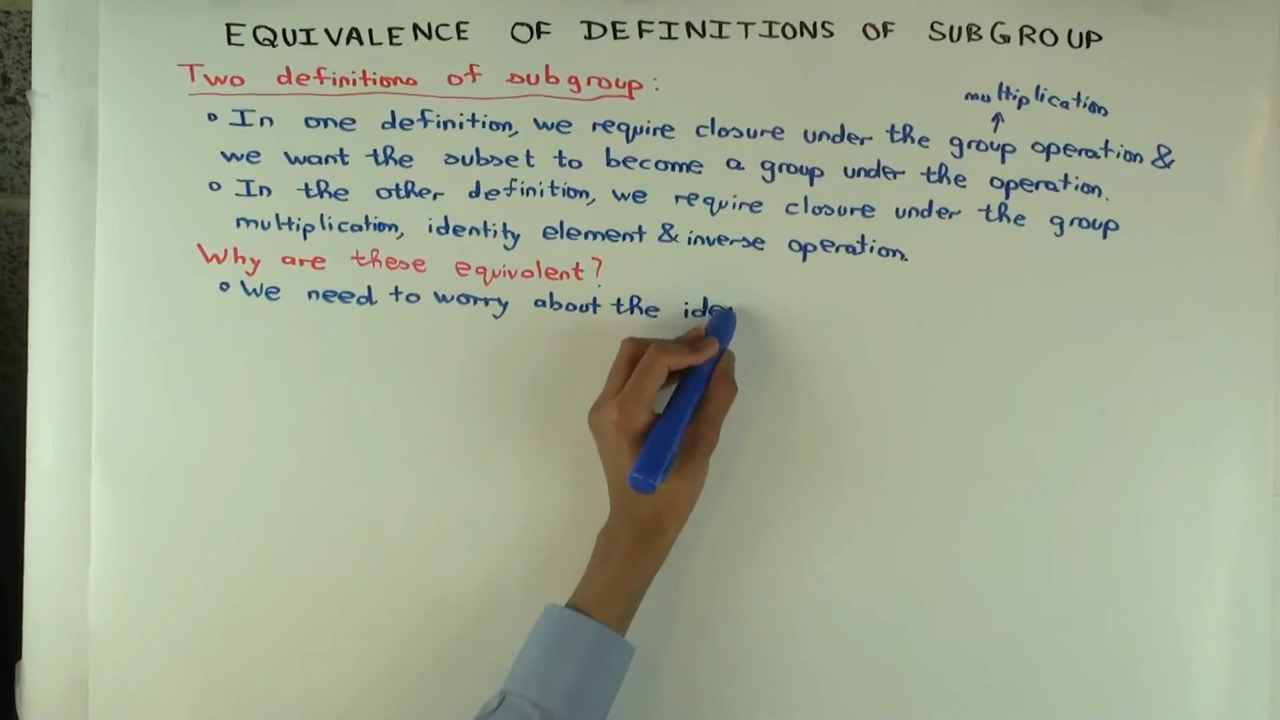 EQUIVALENCE OF DEFINITIONS OF SUBGROUP
Two definitions of subgroup:
multiplication
↑
• In one definition, we require closure under the group operation &
we want the subset to become a group under the operation.
• In the other definition, we require closure under the group
multiplication, identity element & inverse operation.
Why are these equivalent?
• We need to worry about the ide